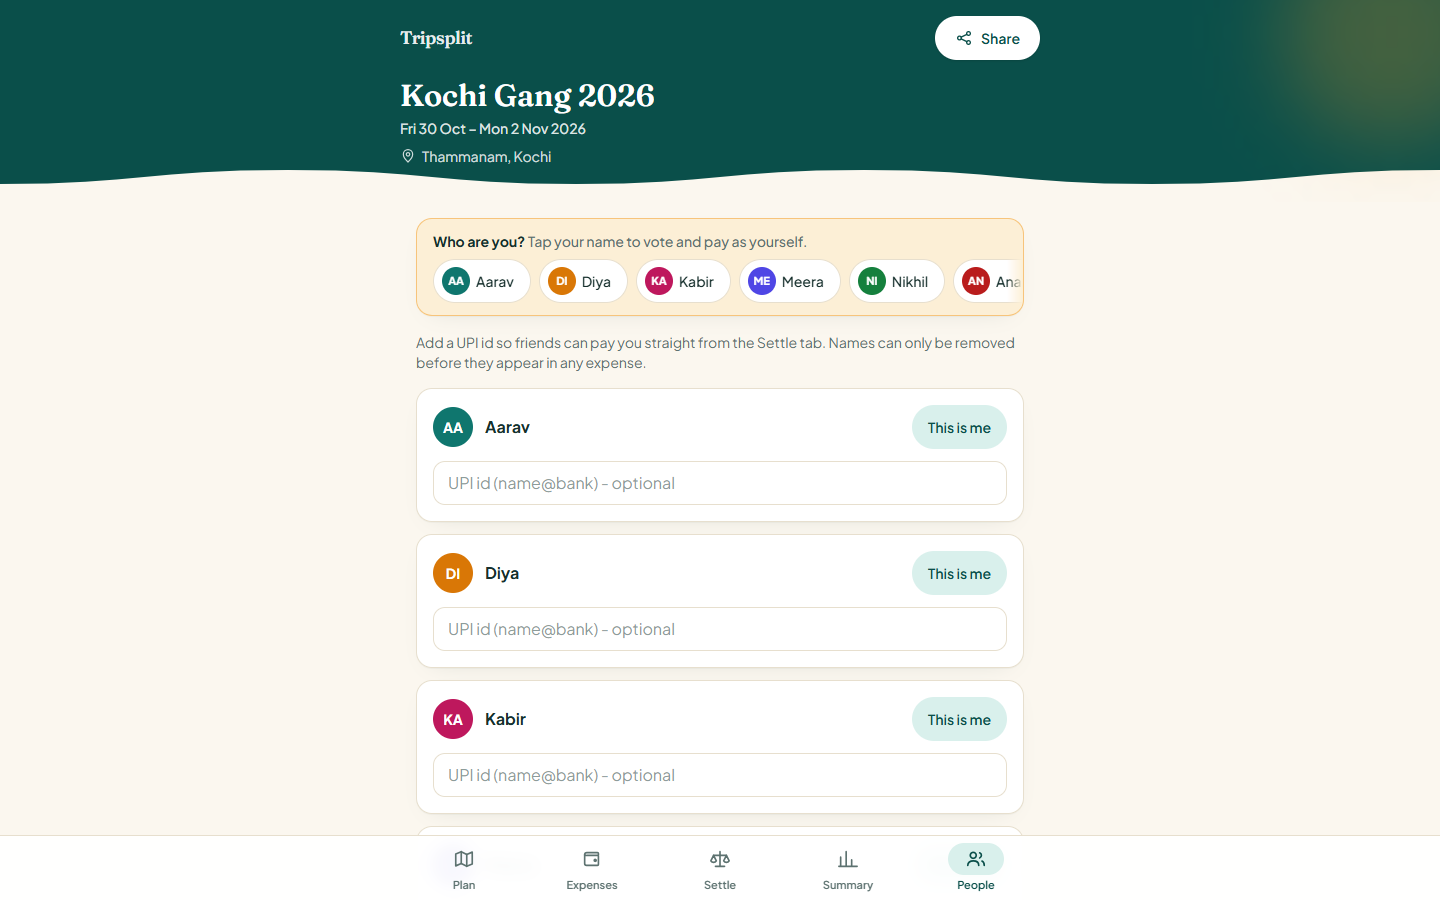 Tripsplit
Share
Kochi Gang 2026
Fri 30 Oct – Mon 2 Nov 2026
Thammanam, Kochi
Who are you? Tap your name to vote and pay as yourself.
AA Aarav DI Diya KA Kabir ME Meera NI Nikhil AN Ana
Add a UPI id so friends can pay you straight from the Settle tab. Names can only be removed
before they appear in any expense.
AA Aarav This is me
UPI id (name@bank) - optional
DI Diya This is me
UPI id (name@bank) - optional
KA Kabir This is me
UPI id (name@bank) - optional
Plan Expenses Settle Summary People